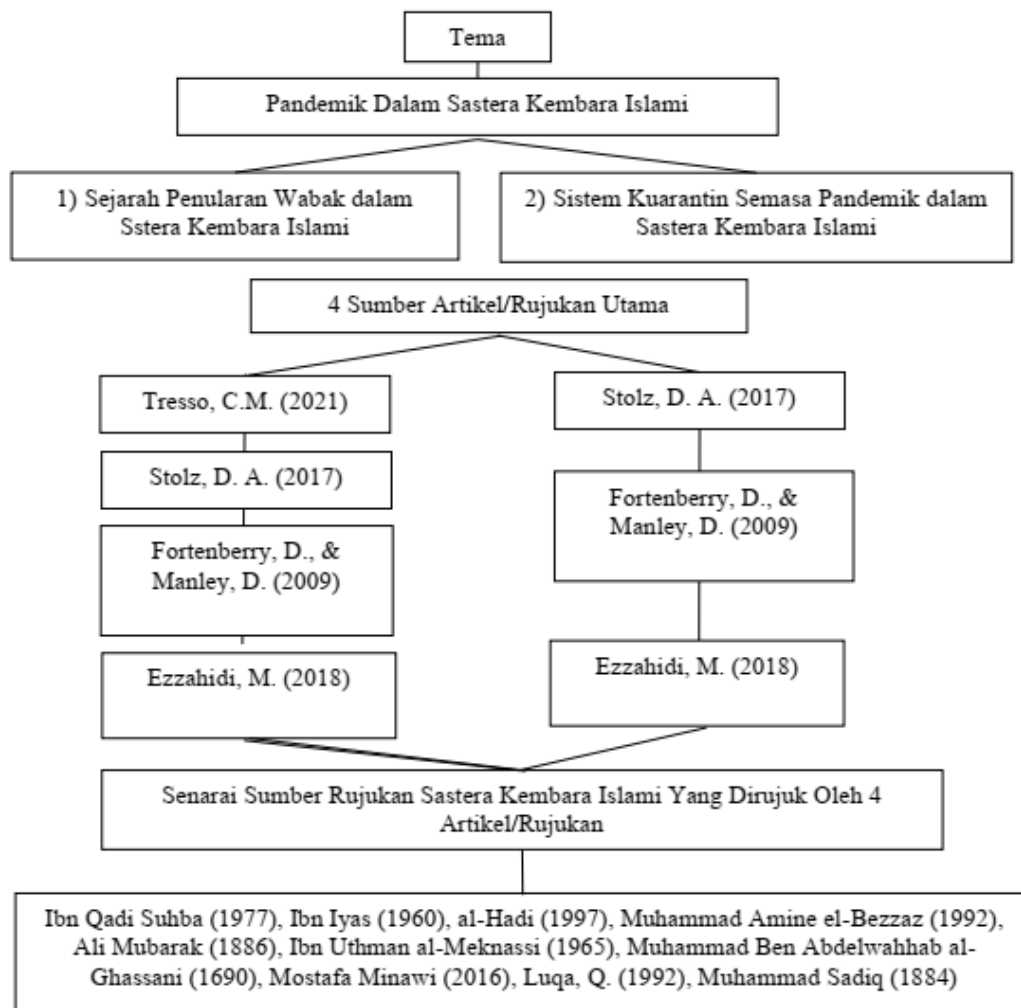 Tema
Pandemik Dalam Sastera Kembara Islami
1) Sejarah Penularan Wabak dalam
Sstera Kembara Islami
2) Sistem Kuarantin Semasa Pandemik dalam
Sastera Kembara Islami
4 Sumber Artikel/Rujukan Utama
Tresso, C.M. (2021)
Stolz, D. A. (2017)
Fortenberry, D., &
Manley, D. (2009)
Ezzahidi, M. (2018)
Stolz, D. A. (2017)
Fortenberry, D., &
Manley, D. (2009)
Ezzahidi, M. (2018)
Senarai Sumber Rujukan Sastera Kembara Islami Yang Dirujuk Oleh 4
Artikel/Rujukan
Ibn Qadi Suhba (1977), Ibn Iyas (1960), al-Hadi (1997), Muhammad Amine el-Bezzaz (1992),
Ali Mubarak (1886), Ibn Uthman al-Meknassi (1965), Muhammad Ben Abdelwahhab al-
Ghassani (1690), Mostafa Minawi (2016), Luqa, Q. (1992), Muhammad Sadiq (1884)